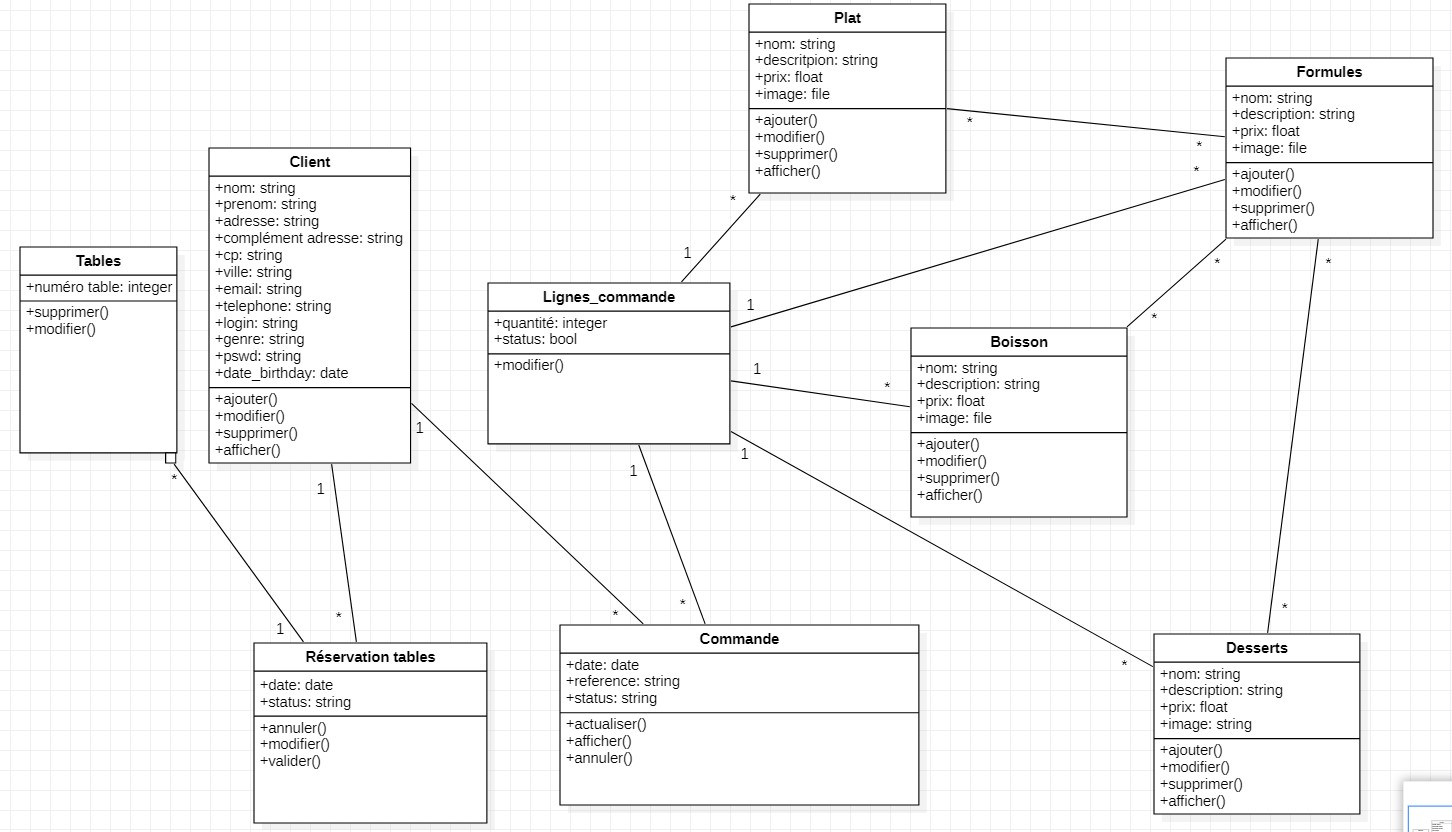 Plat
+nom: string
+descritpion: string
+prix: float
+image: file
+ajouter()
+modifier()
+supprimer()
+afficher()
*
*
Formules
+nom: string
+description: string
+prix: float
+image: file
+ajouter()
+modifier()
+supprimer()
+afficher()
*
*
*
*
Client
+nom: string
+prenom: string
+adresse: string
+complément adresse: string
+cp: string
+ville: string
+email: string
+telephone: string
+login: string
+genre: string
+pswd: string
+date_birthday: date
+ajouter()
+modifier()
+supprimer()
+afficher()
1
1
Tables
+numéro table: integer
+supprimer()
+modifier()
*
Lignes_commande
+quantité: integer
+status: bool
+modifier()
1
1
1
1
1
Boisson
+nom: string
+description: string
+prix: float
+image: file
+ajouter()
+modifier()
+supprimer()
+afficher()
*
*
Réservation tables
+date: date
+status: string
+annuler()
+modifier()
+valider()
1
*
Commande
+date: date
+reference: string
+status: string
+actualiser()
+afficher()
+annuler()
*
*
Desserts
+nom: string
+description: string
+prix: float
+image: string
+ajouter()
+modifier()
+supprimer()
+afficher()
*
*